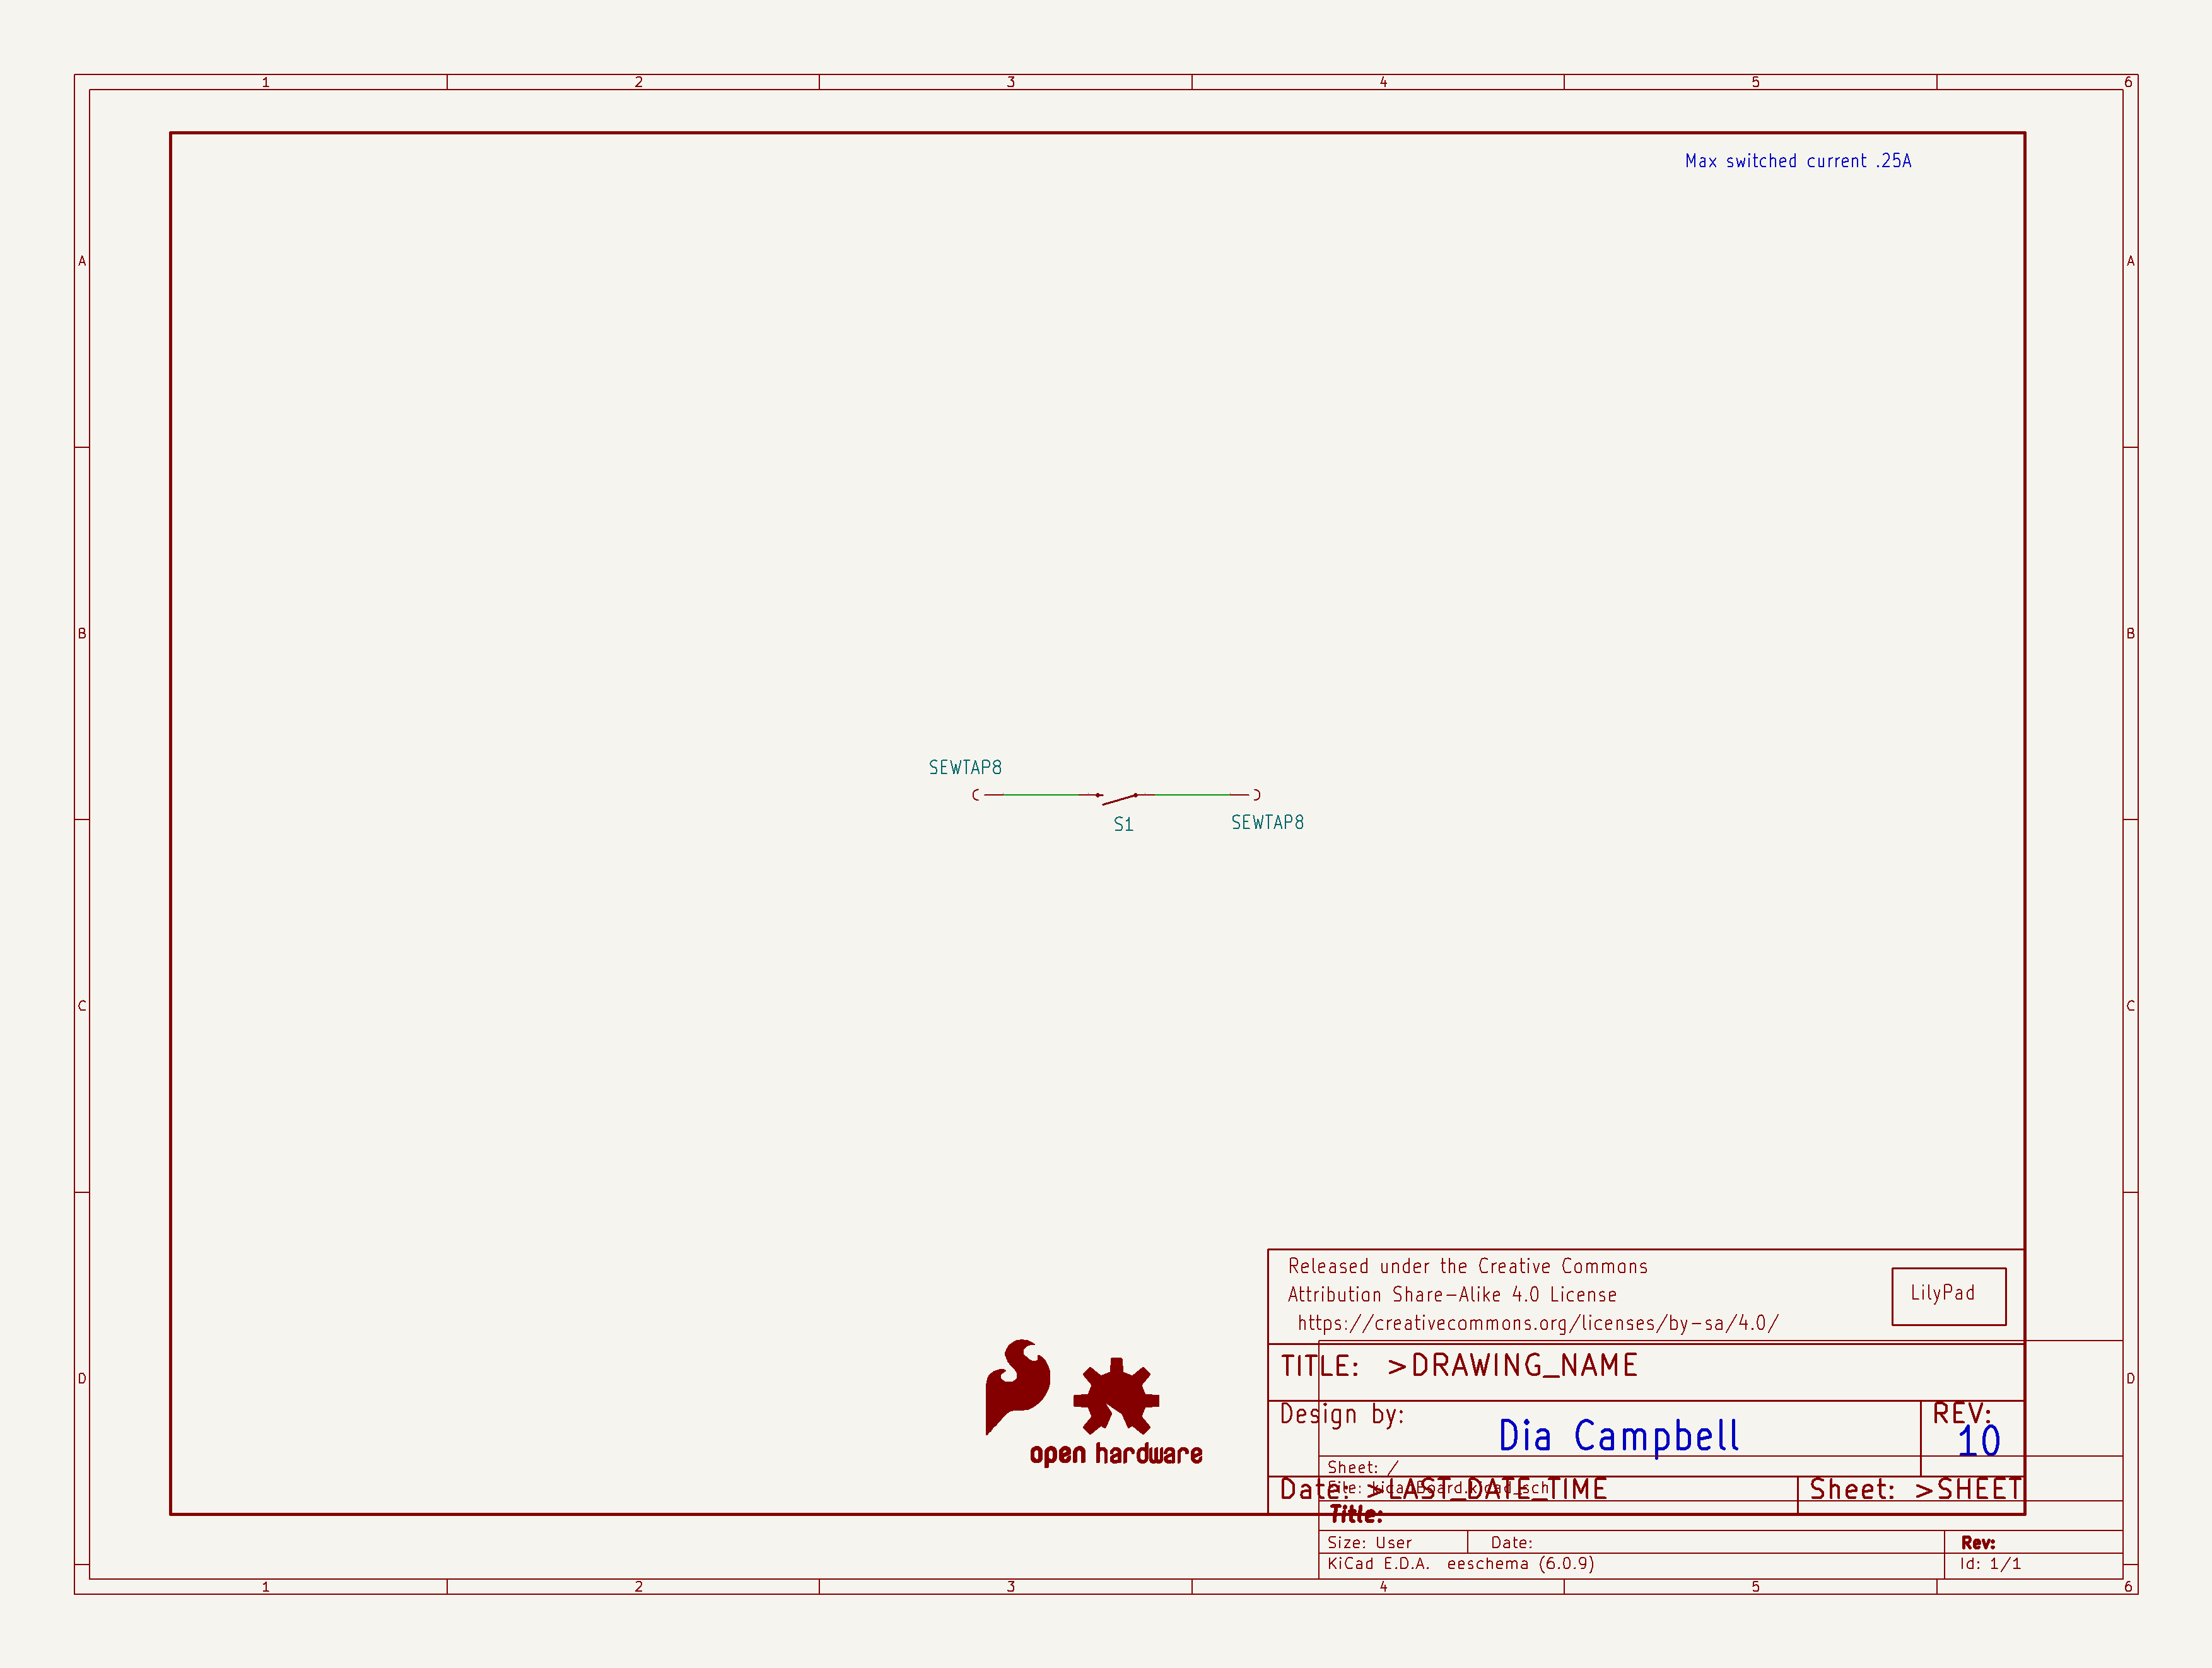 1 2 3 4 5 6
Max switched current .25A
A A
B B
SEWTAP8
S1 SEWTAP8
C C
Released under the Creative Commons
Attribution Share-Alike 4.0 License
https://creativecommons.org/licenses/by-sa/4.0/
LilyPad
TITLE: >DRAWING_NAME
D D
Design by:
Dia Campbell
REV:
10
open hardware
Sheet: /
File: kicadBoard.kicad_sch
Date: >LAST_DATE_TIME
Sheet: >SHEET
Title:
Size: User Date: Rev:
KiCad E.D.A. eeschema (6.0.9) Id: 1/1
1 2 3 4 5 6